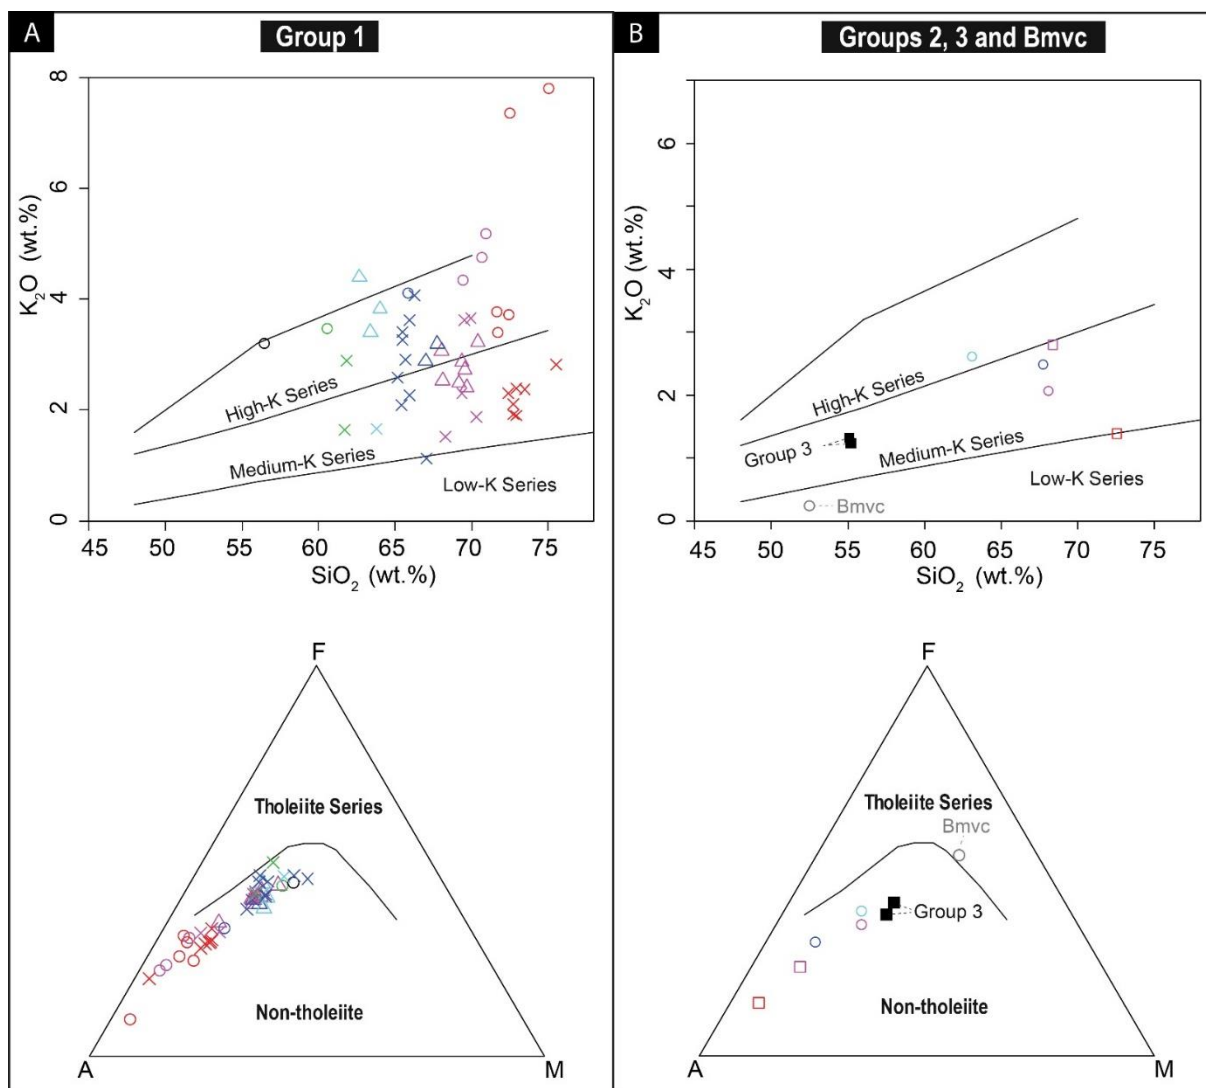 A
Group 1
8
6
4
2
0
K₂O (wt.%)
High-K Series
Medium-K Series
Low-K Series
45 50 55 60 65 70 75
SiO₂ (wt.%)
F
Tholeiite Series
Non-tholeiite
A
M
B
Groups 2, 3 and Bmvc
6
4
2
0
K₂O (wt.%)
High-K Series
Group 3
Medium-K Series
Low-K Series
Bmvc
45 50 55 60 65 70 75
SiO₂ (wt.%)
F
Tholeiite Series
Bmvc
Group 3
Non-tholeiite
A
M